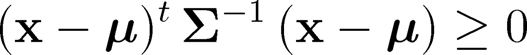 (𝐱 − 𝝁)ᵗ 𝚺⁻¹ (𝐱 − 𝝁) ≥ 0